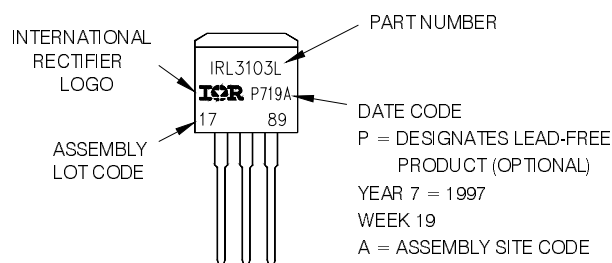 PART NUMBER
INTERNATIONAL
RECTIFIER
LOGO
IRL3103L
IOR P719A
17 89
ASSEMBLY
LOT CODE
DATE CODE
P = DESIGNATES LEAD-FREE
PRODUCT (OPTIONAL)
YEAR 7 = 1997
WEEK 19
A = ASSEMBLY SITE CODE